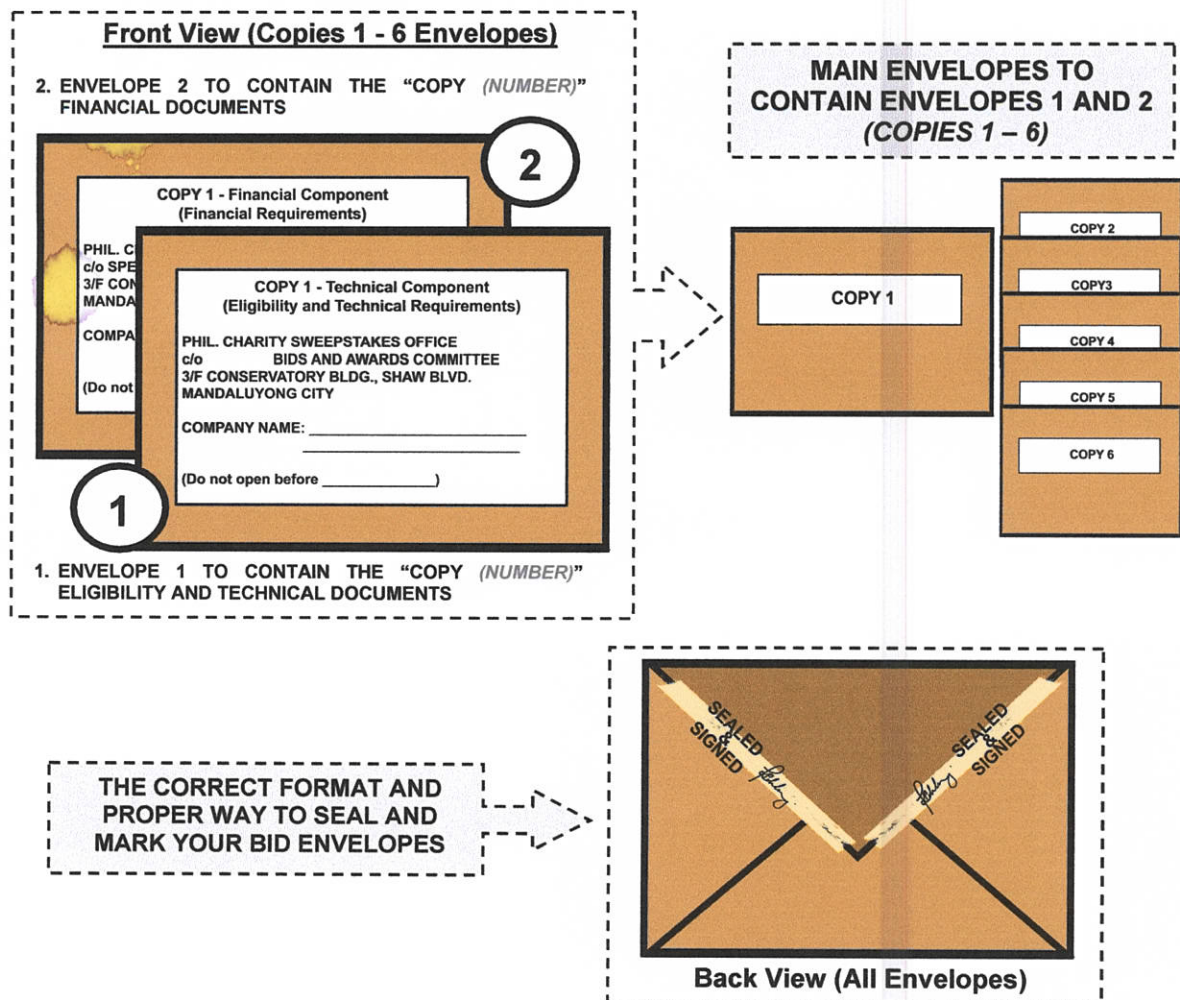 Front View (Copies 1 - 6 Envelopes)
2. ENVELOPE 2 TO CONTAIN THE “COPY (NUMBER)”
FINANCIAL DOCUMENTS
2
COPY 1 - Financial Component
(Financial Requirements)
PHIL. C
c/o SPE
3/F CON
MANDA
COMPA
(Do not
COPY 1 - Technical Component
(Eligibility and Technical Requirements)
PHIL. CHARITY SWEEPSTAKES OFFICE
c/o BIDS AND AWARDS COMMITTEE
3/F CONSERVATORY BLDG., SHAW BLVD.
MANDALUYONG CITY
COMPANY NAME: ____________________
____________________
(Do not open before ____________)
1
1. ENVELOPE 1 TO CONTAIN THE “COPY (NUMBER)”
ELIGIBILITY AND TECHNICAL DOCUMENTS
MAIN ENVELOPES TO
CONTAIN ENVELOPES 1 AND 2
(COPIES 1 – 6)
COPY 1
COPY 2
COPY3
COPY 4
COPY 5
COPY 6
THE CORRECT FORMAT AND
PROPER WAY TO SEAL AND
MARK YOUR BID ENVELOPES
SEALED
&
SIGNED
SEALED
&
SIGNED
Back View (All Envelopes)